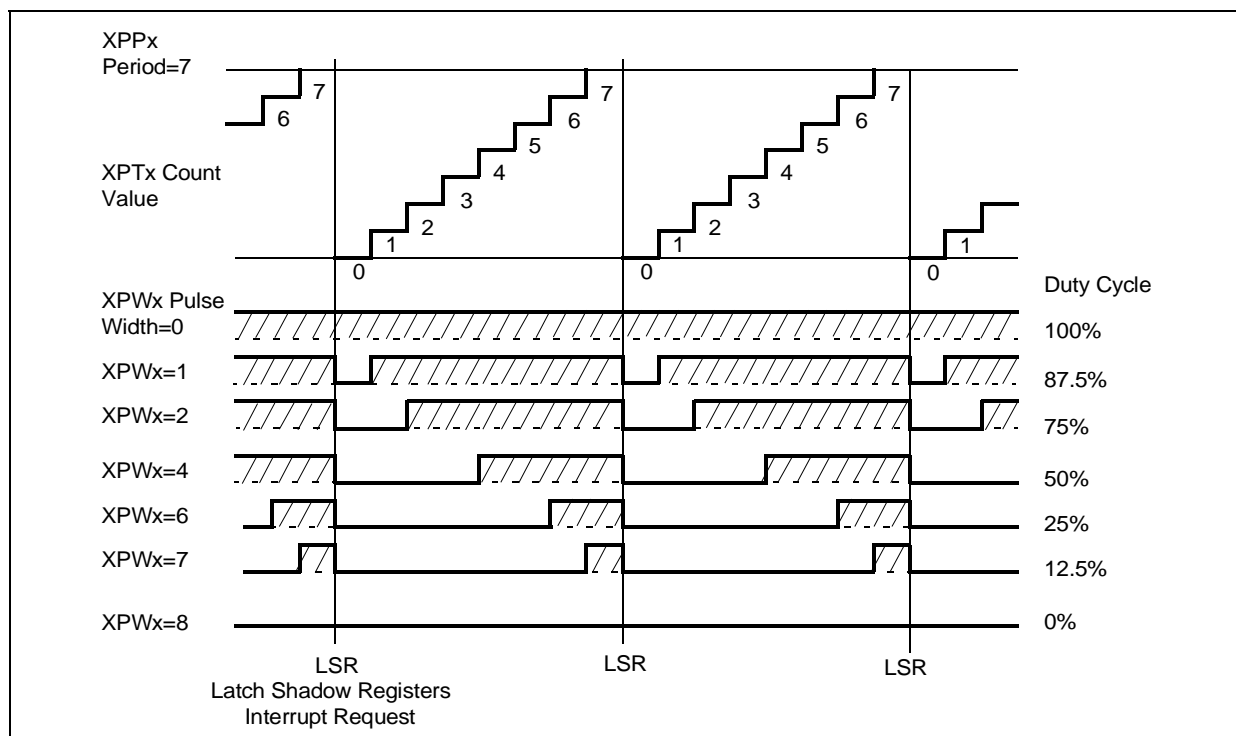 XPPx
Period=7
7
7
7
6
6
6
5
5
XPTx Count
Value
4
4
3
3
2
2
1
1
1
0
0
0
Duty Cycle
XPWx Pulse
Width=0
100%
XPWx=1
87.5%
XPWx=2
75%
XPWx=4
50%
XPWx=6
25%
XPWx=7
12.5%
XPWx=8
0%
LSR
LSR
LSR
Latch Shadow Registers
Interrupt Request